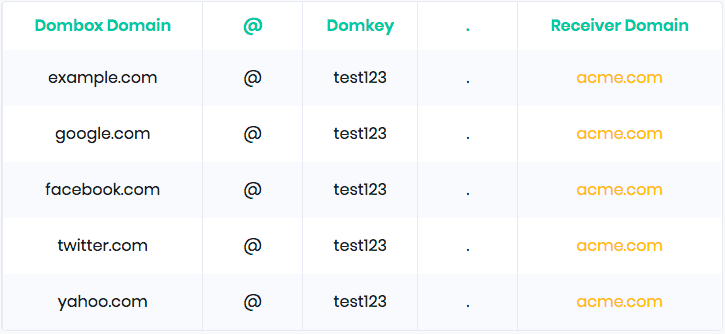 Dombox Domain @ Domkey . Receiver Domain
example.com @ test123 . acme.com
google.com @ test123 . acme.com
facebook.com @ test123 . acme.com
twitter.com @ test123 . acme.com
yahoo.com @ test123 . acme.com